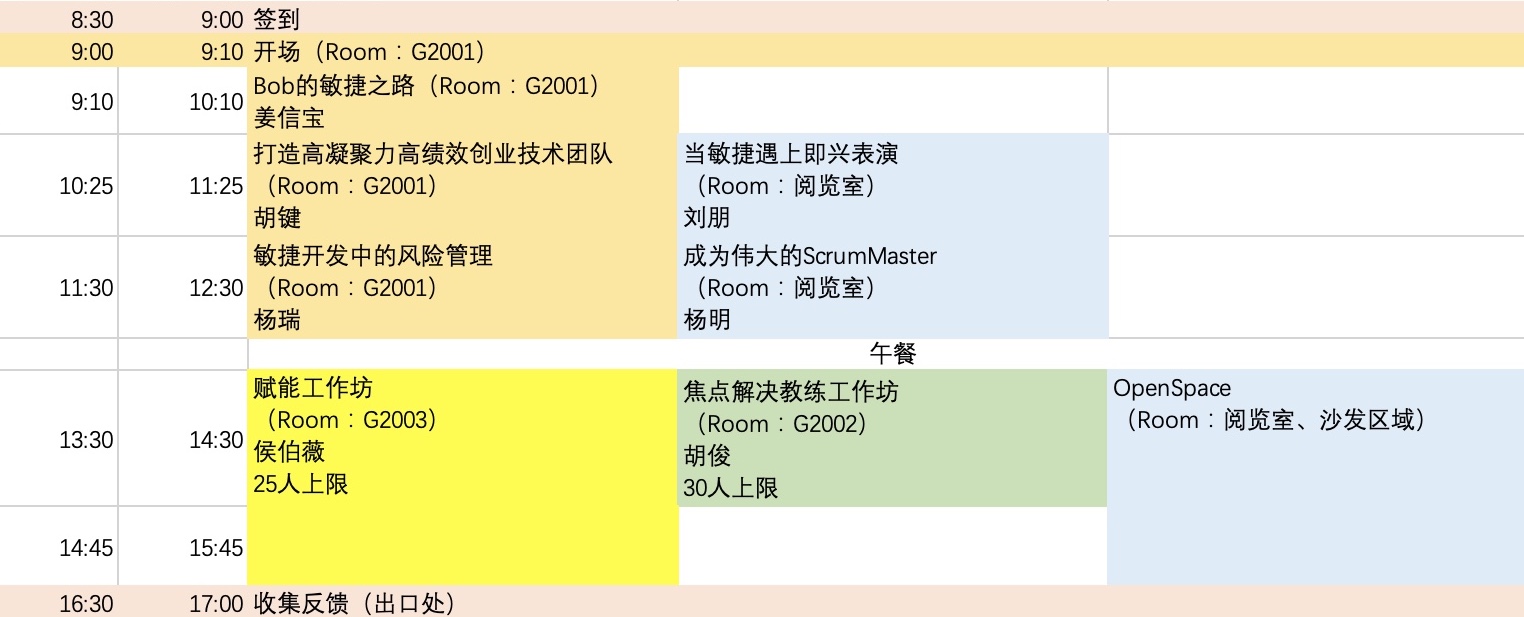 8:30 9:00 签到
9:00 9:10 开场（Room：G2001）
9:10 10:10
Bob的敏捷之路（Room：G2001）
姜信宝
10:25 11:25
打造高凝聚力高绩效创业技术团队
（Room：G2001）
胡键
当敏捷遇上即兴表演
（Room：阅览室）
刘朋
11:30 12:30
敏捷开发中的风险管理
（Room：G2001）
杨瑞
成为伟大的ScrumMaster
（Room：阅览室）
杨明
午餐
13:30 14:30
赋能工作坊
（Room：G2003）
侯伯薇
25人上限
焦点解决教练工作坊
（Room：G2002）
胡俊
30人上限
OpenSpace
（Room：阅览室、沙发区域）
14:45 15:45
16:30 17:00 收集反馈（出口处）